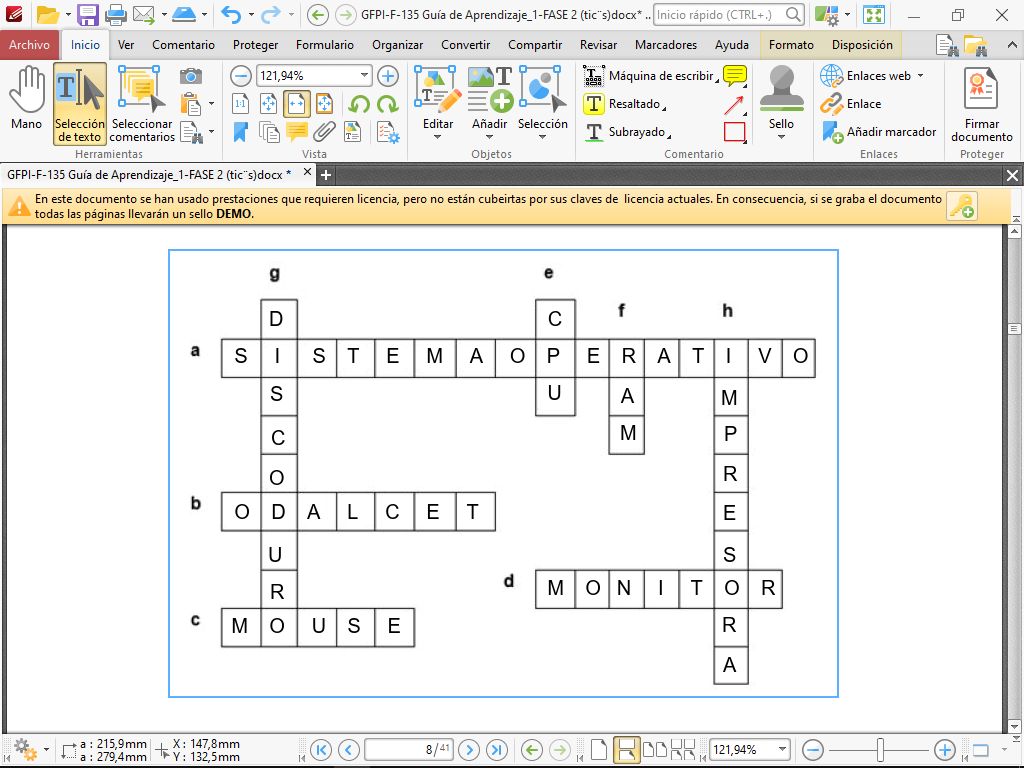 GFPI-F-135 Guía de Aprendizaje_1-FASE 2 (tic¨s)docx* ..
Inicio rápido (CTRL+.)
Archivo Inicio Ver Comentario Proteger Formulario Organizar Convertir Compartir Revisar Marcadores Ayuda Formato Disposición
Mano
Selección de texto
Seleccionar comentarios
Herramientas
121,94%
1:1
Vista
Editar
Añadir
Selección
Objetos
Máquina de escribir
Resaltado
Subrayado
Comentario
Sello
Enlaces web
Enlace
Añadir marcador
Enlaces
Firmar documento
Proteger
GFPI-F-135 Guía de Aprendizaje_1-FASE 2 (tic¨s)docx *
En este documento se han usado prestaciones que requieren licencia, pero no están cubeirtas por sus claves de licencia actuales. En consecuencia, si se graba el documento
todas las páginas llevarán un sello DEMO.
g e
f h
D C
a S I S T E M A O P E R A T I V O
S U A M
C M P
O R
b O D A L C E T E
U S
R d M O N I T O R
c M O U S E R
A
a : 215,9mm
a : 279,4mm
X : 147,8mm
Y : 132,5mm
8 /41
121,94%